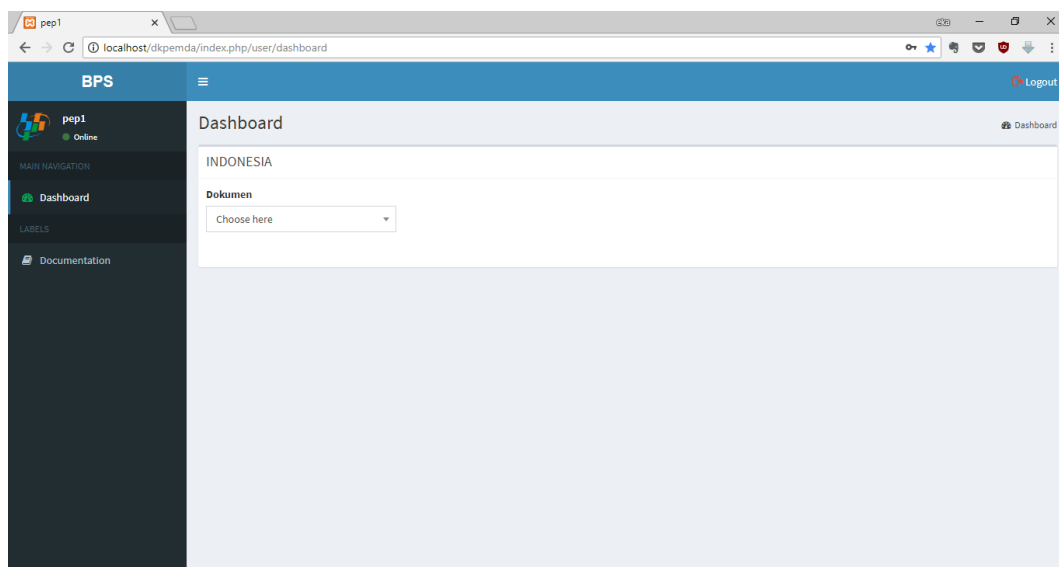 pep1
eka
localhost/dkpemda/index.php/user/dashboard
BPS
Logout
pep1
Online
Dashboard
Dashboard
MAIN NAVIGATION
INDONESIA
Dashboard
Dokumen
Choose here
LABELS
Documentation